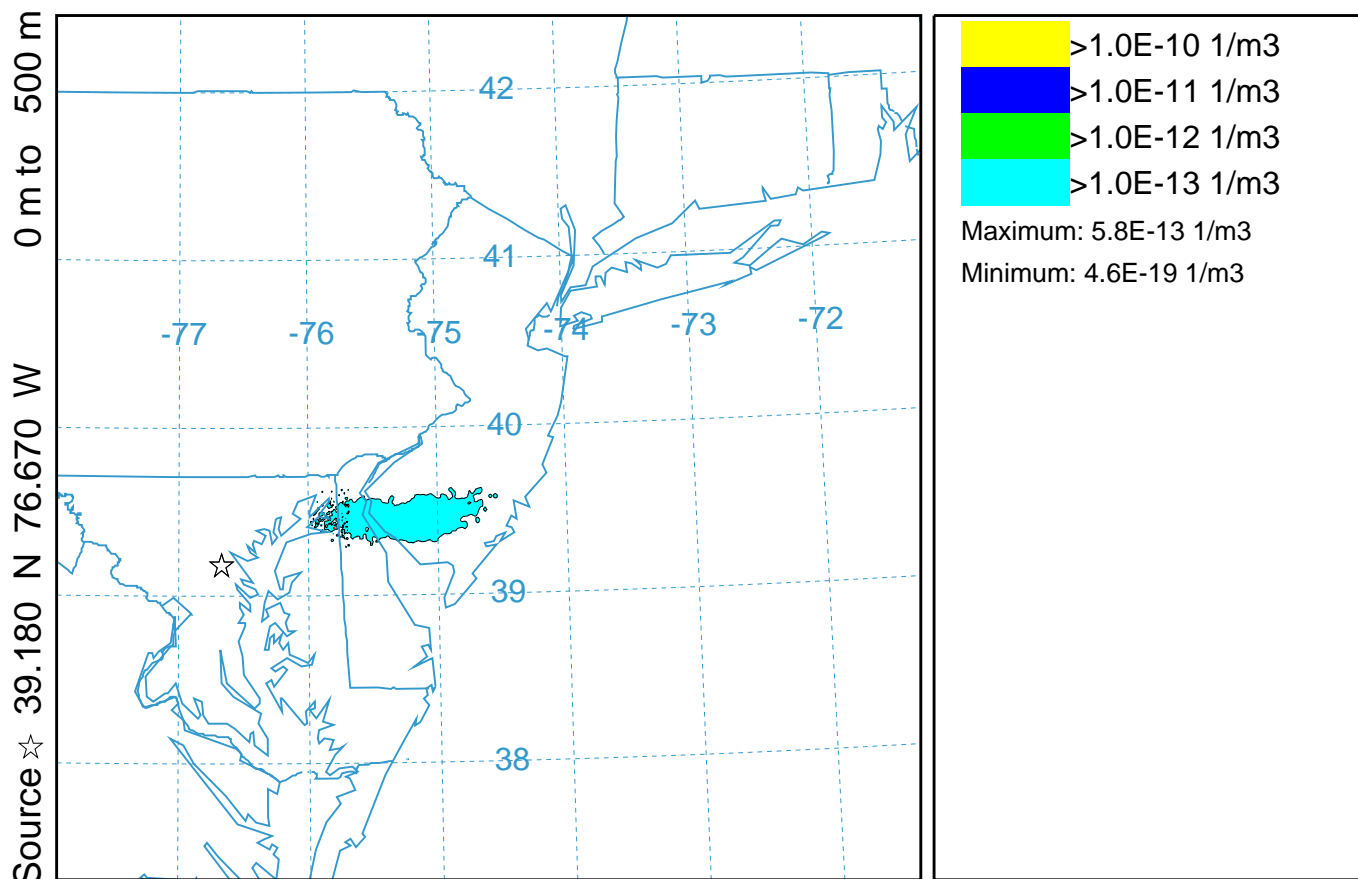 Source ☆ 39.180 N 76.670 W 0 m to 500 m
42
41
-77 -76 -75 -74 -73 -72
40
39
38
>1.0E-10 1/m3
>1.0E-11 1/m3
>1.0E-12 1/m3
>1.0E-13 1/m3
Maximum: 5.8E-13 1/m3
Minimum: 4.6E-19 1/m3